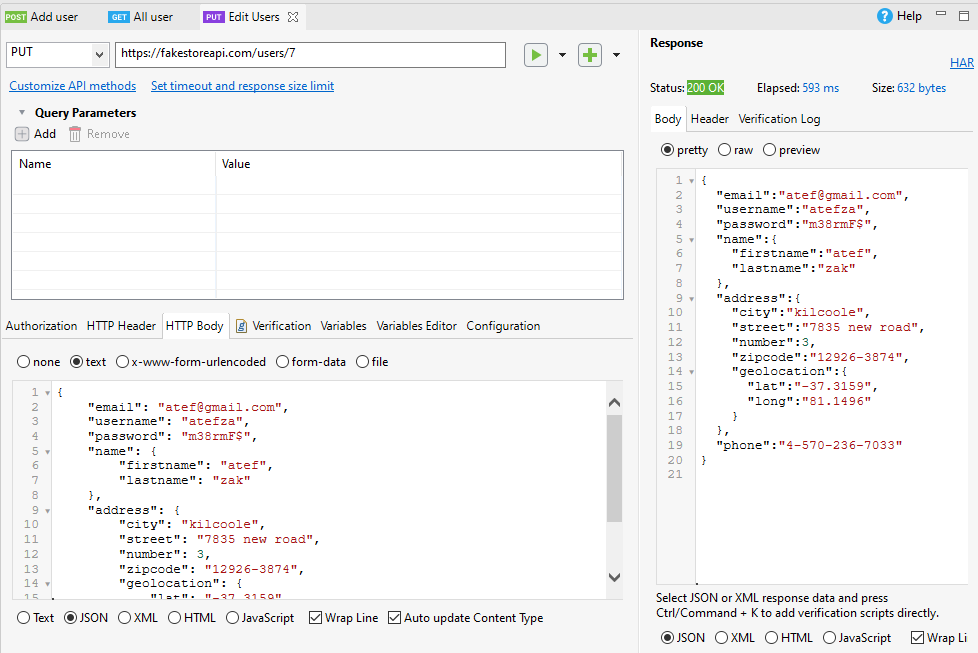 POST Add user GET All user PUT Edit Users
Help
PUT https://fakestoreapi.com/users/7
Customize API methods Set timeout and response size limit
Query Parameters
Add Remove
Name Value
Authorization HTTP Header HTTP Body Verification Variables Variables Editor Configuration
none text x-www-form-urlencoded form-data file
1 {
2 "email": "atef@gmail.com",
3 "username": "atefza",
4 "password": "m38rmF$",
5 "name": {
6 "firstname": "atef",
7 "lastname": "zak"
8 },
9 "address": {
10 "city": "kilcoole",
11 "street": "7835 new road",
12 "number": 3,
13 "zipcode": "12926-3874",
14 "geolocation": {
15 "lat": "-37.3159",
Text JSON XML HTML JavaScript Wrap Line Auto update Content Type
Response
HAR
Status: 200 OK Elapsed: 593 ms Size: 632 bytes
Body Header Verification Log
pretty raw preview
1 {
2 "email":"atef@gmail.com",
3 "username":"atefza",
4 "password":"m38rmF$",
5 "name":{
6 "firstname":"atef",
7 "lastname":"zak"
8 },
9 "address":{
10 "city":"kilcoole",
11 "street":"7835 new road",
12 "number":3,
13 "zipcode":"12926-3874",
14 "geolocation":{
15 "lat":"-37.3159",
16 "long":"81.1496"
17 }
18 },
19 "phone":"4-570-236-7033"
20 }
21
Select JSON or XML response data and press
Ctrl/Command + K to add verification scripts directly.
JSON XML HTML JavaScript Wrap Li